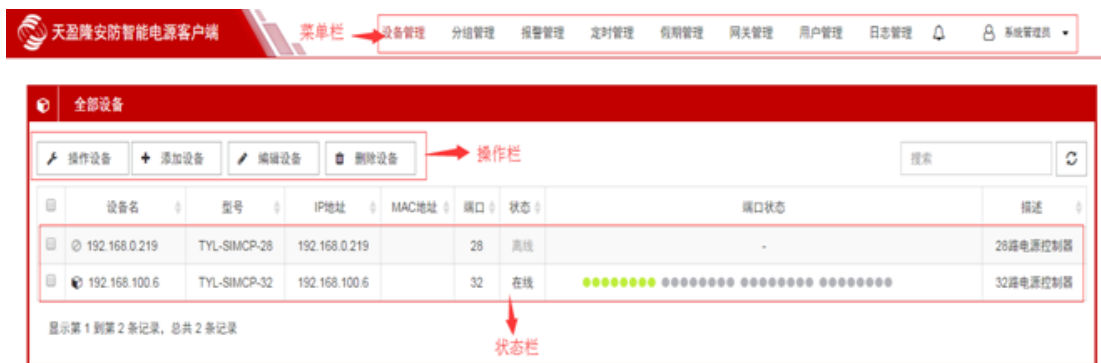 天盈隆安防智能电源客户端 菜单栏 设备管理 分组管理 报警管理 定时管理 假期管理 网关管理 用户管理 日志管理 系统管理员
全部设备
操作设备 添加设备 编辑设备 删除设备 操作栏 搜索
设备名 型号 IP地址 MAC地址 端口 状态 端口状态 描述
192.168.0.219 TYL-SIMCP-28 192.168.0.219 28 离线 - 28路电源控制器
192.168.100.6 TYL-SIMCP-32 192.168.100.6 32 在线 32路电源控制器
显示第 1 到第 2 条记录，总共 2 条记录
状态栏